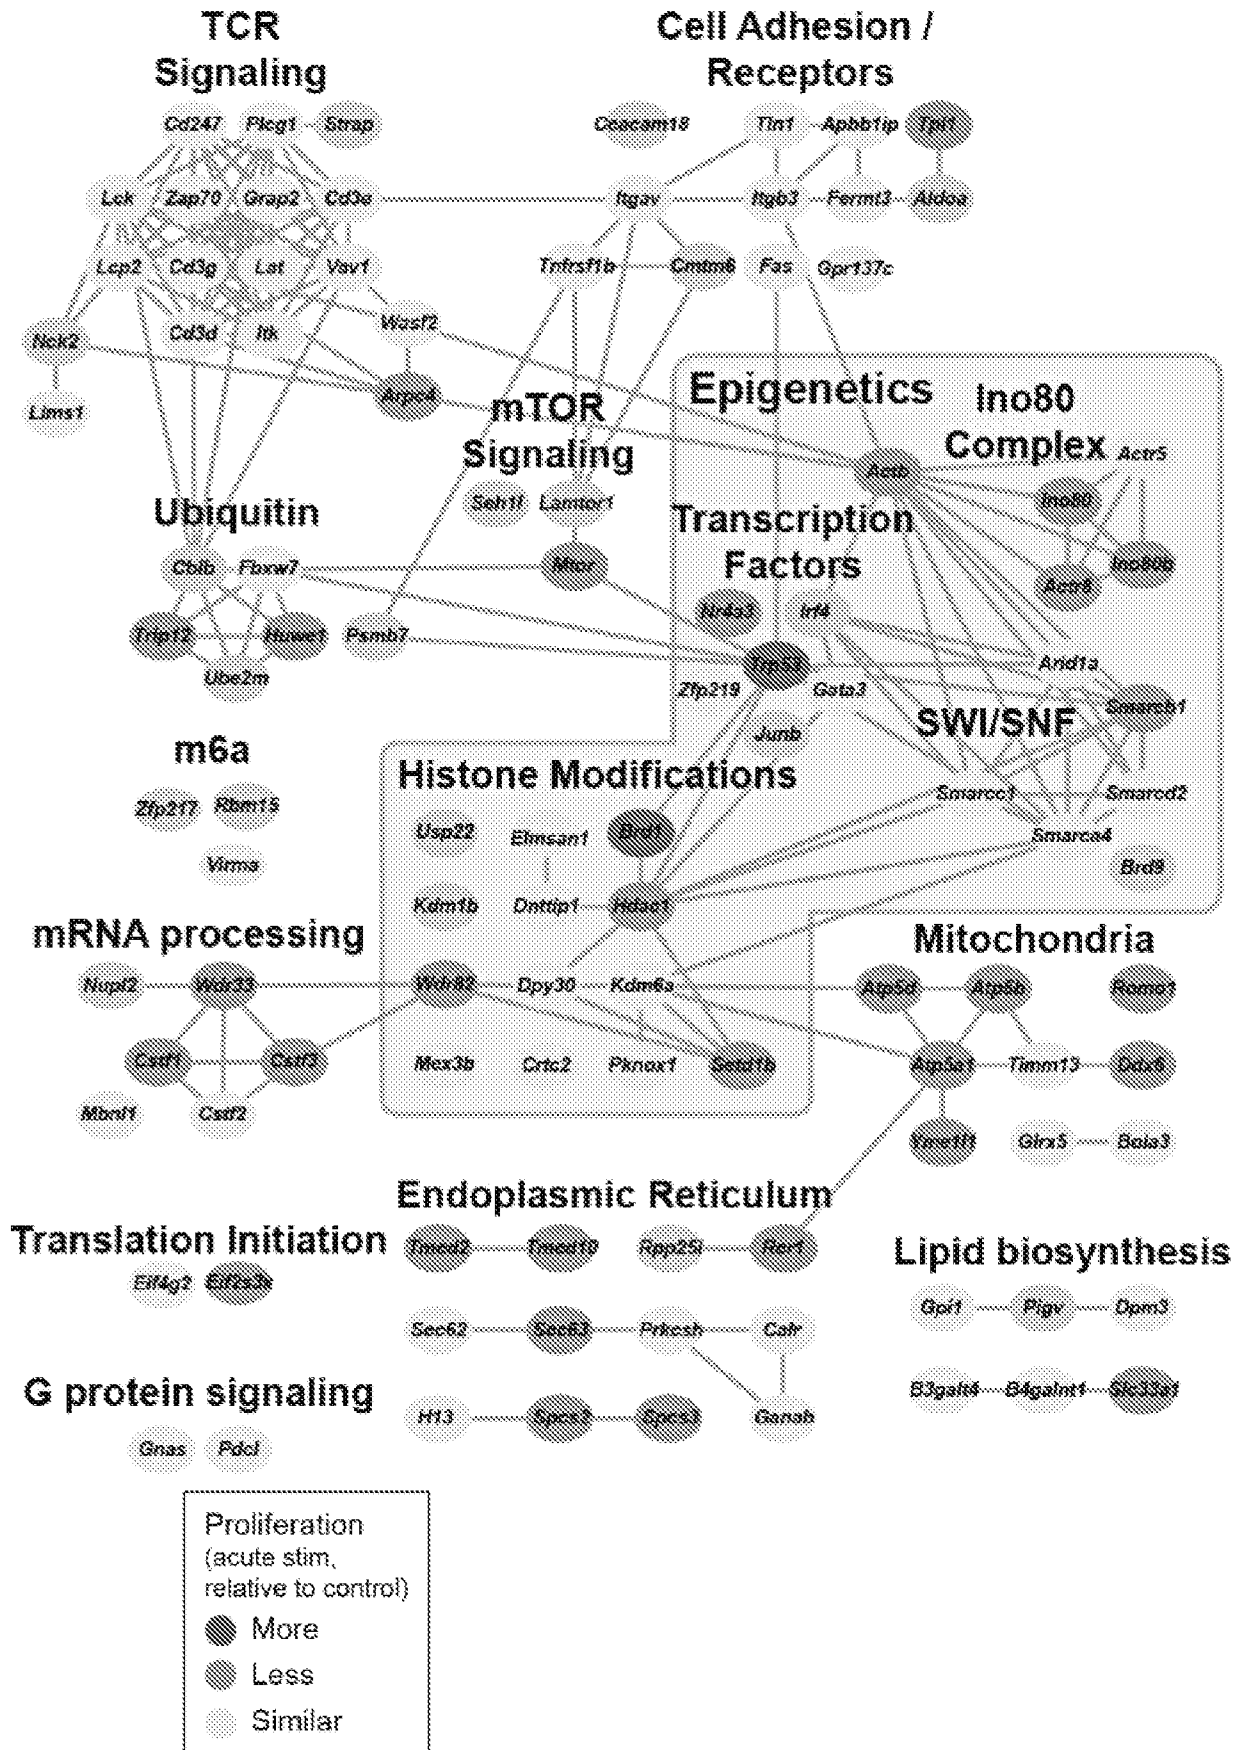 TCR
Signaling
Cell Adhesion /
Receptors
Cd247 Plcg1 Strap
Ceacam18 Tln1 Apbb1ip Tpi1
Lck Zap70 Grap2 Cd3e
Itgav Itgb3 Fermt3 Aldoa
Lcp2 Cd3g Lat Vav1
Tnfrsf1b Cmtm6 Fas Gpr137c
Nck2 Cd3d Itk Wasf2
Lims1 Arpc4
mTOR
Signaling
Epigenetics
Ino80
Complex
Actr5
Actb
Ino80
Ino80b
Actr8
Seh1l Lamtor1
Mtor
Ubiquitin
Cblb Fbxw7
Trip12 Huwe1 Psmb7
Ube2m
Transcription
Factors
Nr4a3 Irf4
Trp53
Zfp219 Gata3
Junb
Arid1a
Smarcb1
SWI/SNF
Smarcc1 Smarcd2
Smarca4
Brd9
m6a
Zfp217 Rbm15
Virma
Histone Modifications
Usp22 Elmsan1 Brd1
Kdm1b Dnttip1 Hdac1
Wdr82 Dpy30 Kdm6a
Mex3b Crtc2 Pknox1 Setd1b
mRNA processing
Nupl2 Wdr33
Cstf1 Cstf3
Mbnl1 Cstf2
Mitochondria
Atp5d Atp5b Romo1
Atp5a1 Timm13 Ddx6
Yme1l1 Glrx5 Bola3
Translation Initiation
Eif4g2 Eif2s3x
Endoplasmic Reticulum
Tmed2 Tmed10 Rpp25l Rer1
Sec62 Sec63 Prkcsh Calr
H13 Spcs2 Spcs3 Ganab
Lipid biosynthesis
Gpi1 Pigv Dpm3
B3galt4 B4galnt1 Slc33a1
G protein signaling
Gnas Pdcl
Proliferation
(acute stim,
relative to control)
More
Less
Similar